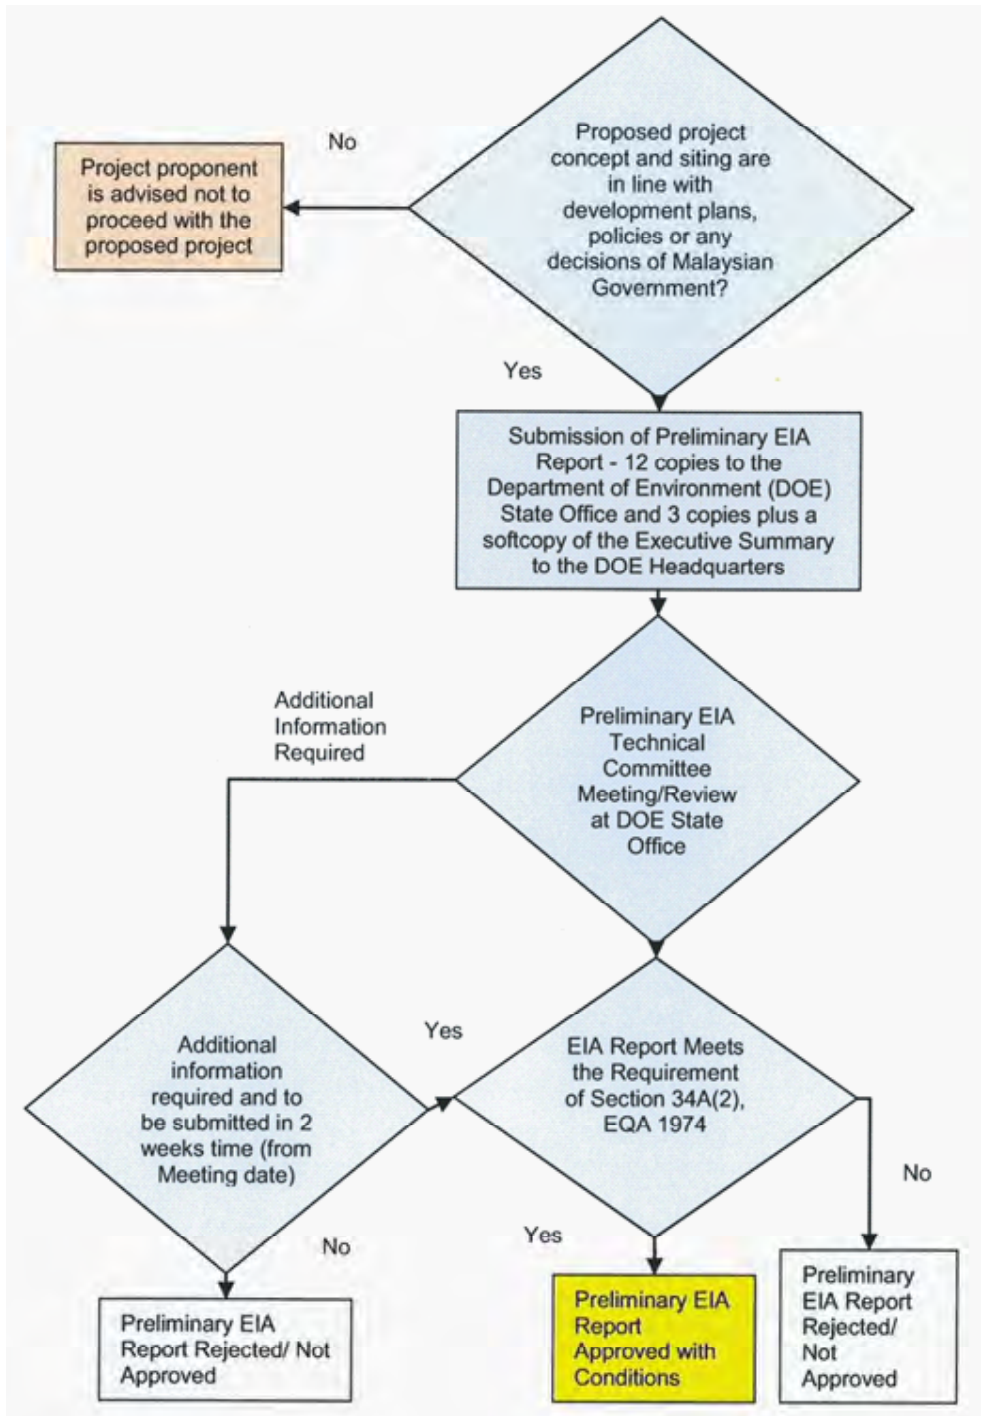 Proposed project
concept and siting are
in line with
development plans,
policies or any
decisions of Malaysian
Government?
No
Project proponent
is advised not to
proceed with the
proposed project
Yes
Submission of Preliminary EIA
Report - 12 copies to the
Department of Environment (DOE)
State Office and 3 copies plus a
softcopy of the Executive Summary
to the DOE Headquarters
Preliminary EIA
Technical
Committee
Meeting/Review
at DOE State
Office
Additional
Information
Required
Additional
information
required and to
be submitted in 2
weeks time (from
Meeting date)
Yes
EIA Report Meets
the Requirement
of Section 34A(2),
EQA 1974
No
Preliminary EIA
Report Rejected/ Not
Approved
Yes
Preliminary EIA
Report
Approved with
Conditions
No
Preliminary
EIA Report
Rejected/
Not
Approved